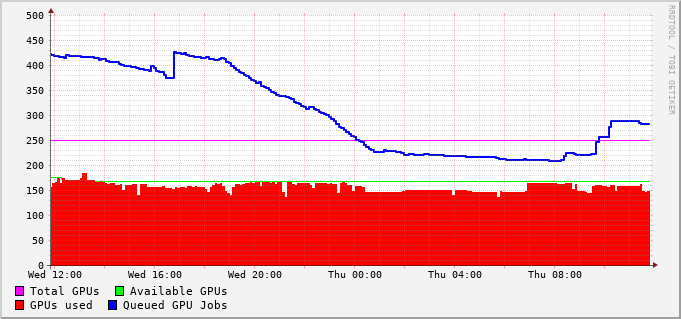 500
450
400
350
300
250
200
150
100
50
0
Wed 12:00 Wed 16:00 Wed 20:00 Thu 00:00 Thu 04:00 Thu 08:00
Total GPUs Available GPUs
GPUs used Queued GPU Jobs
RRDTOOL / TOBI OETIKER